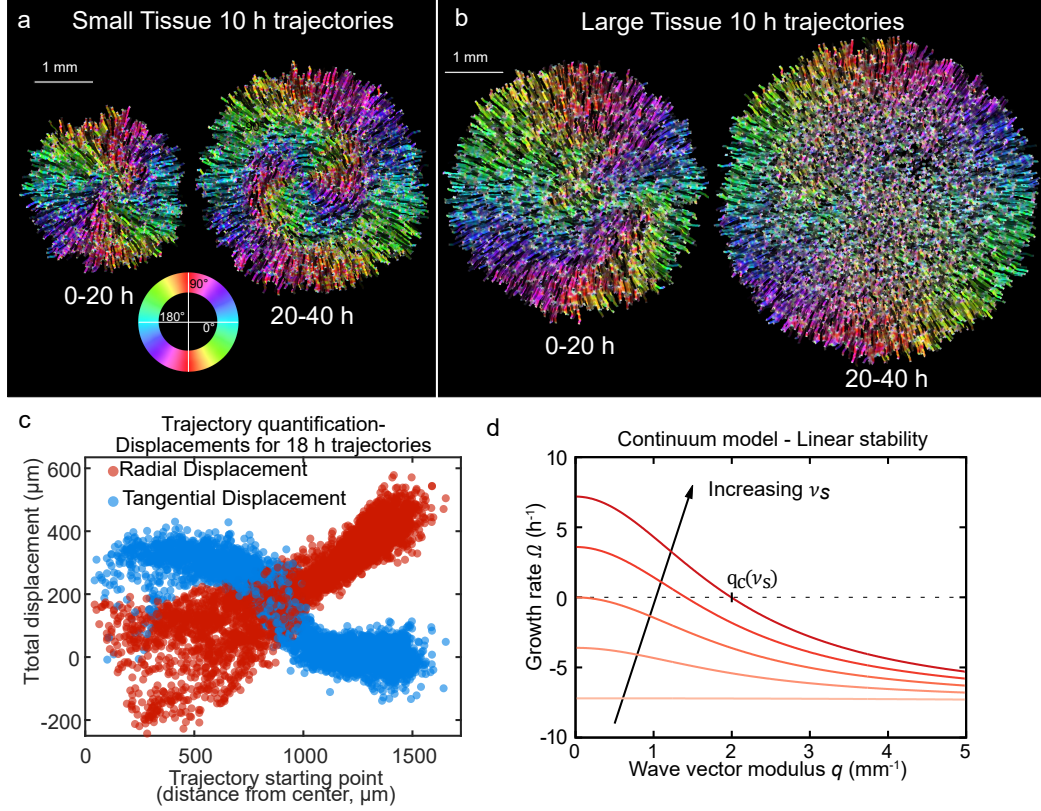 a
Small Tissue 10 h trajectories
1 mm
0-20 h
90°
180°
0°
20-40 h
b
Large Tissue 10 h trajectories
1 mm
0-20 h
20-40 h
c
Trajectory quantification-
Displacements for 18 h trajectories
Radial Displacement
Tangential Displacement
Ttotal displacement (µm)
600
400
200
0
-200
0
500
1000
1500
Trajectory starting point
(distance from center, µm)
d
Continuum model - Linear stability
Increasing νs
qc(νs)
Growth rate Ω (h⁻¹)
10
5
0
-5
-10
0
1
2
3
4
5
Wave vector modulus q (mm⁻¹)